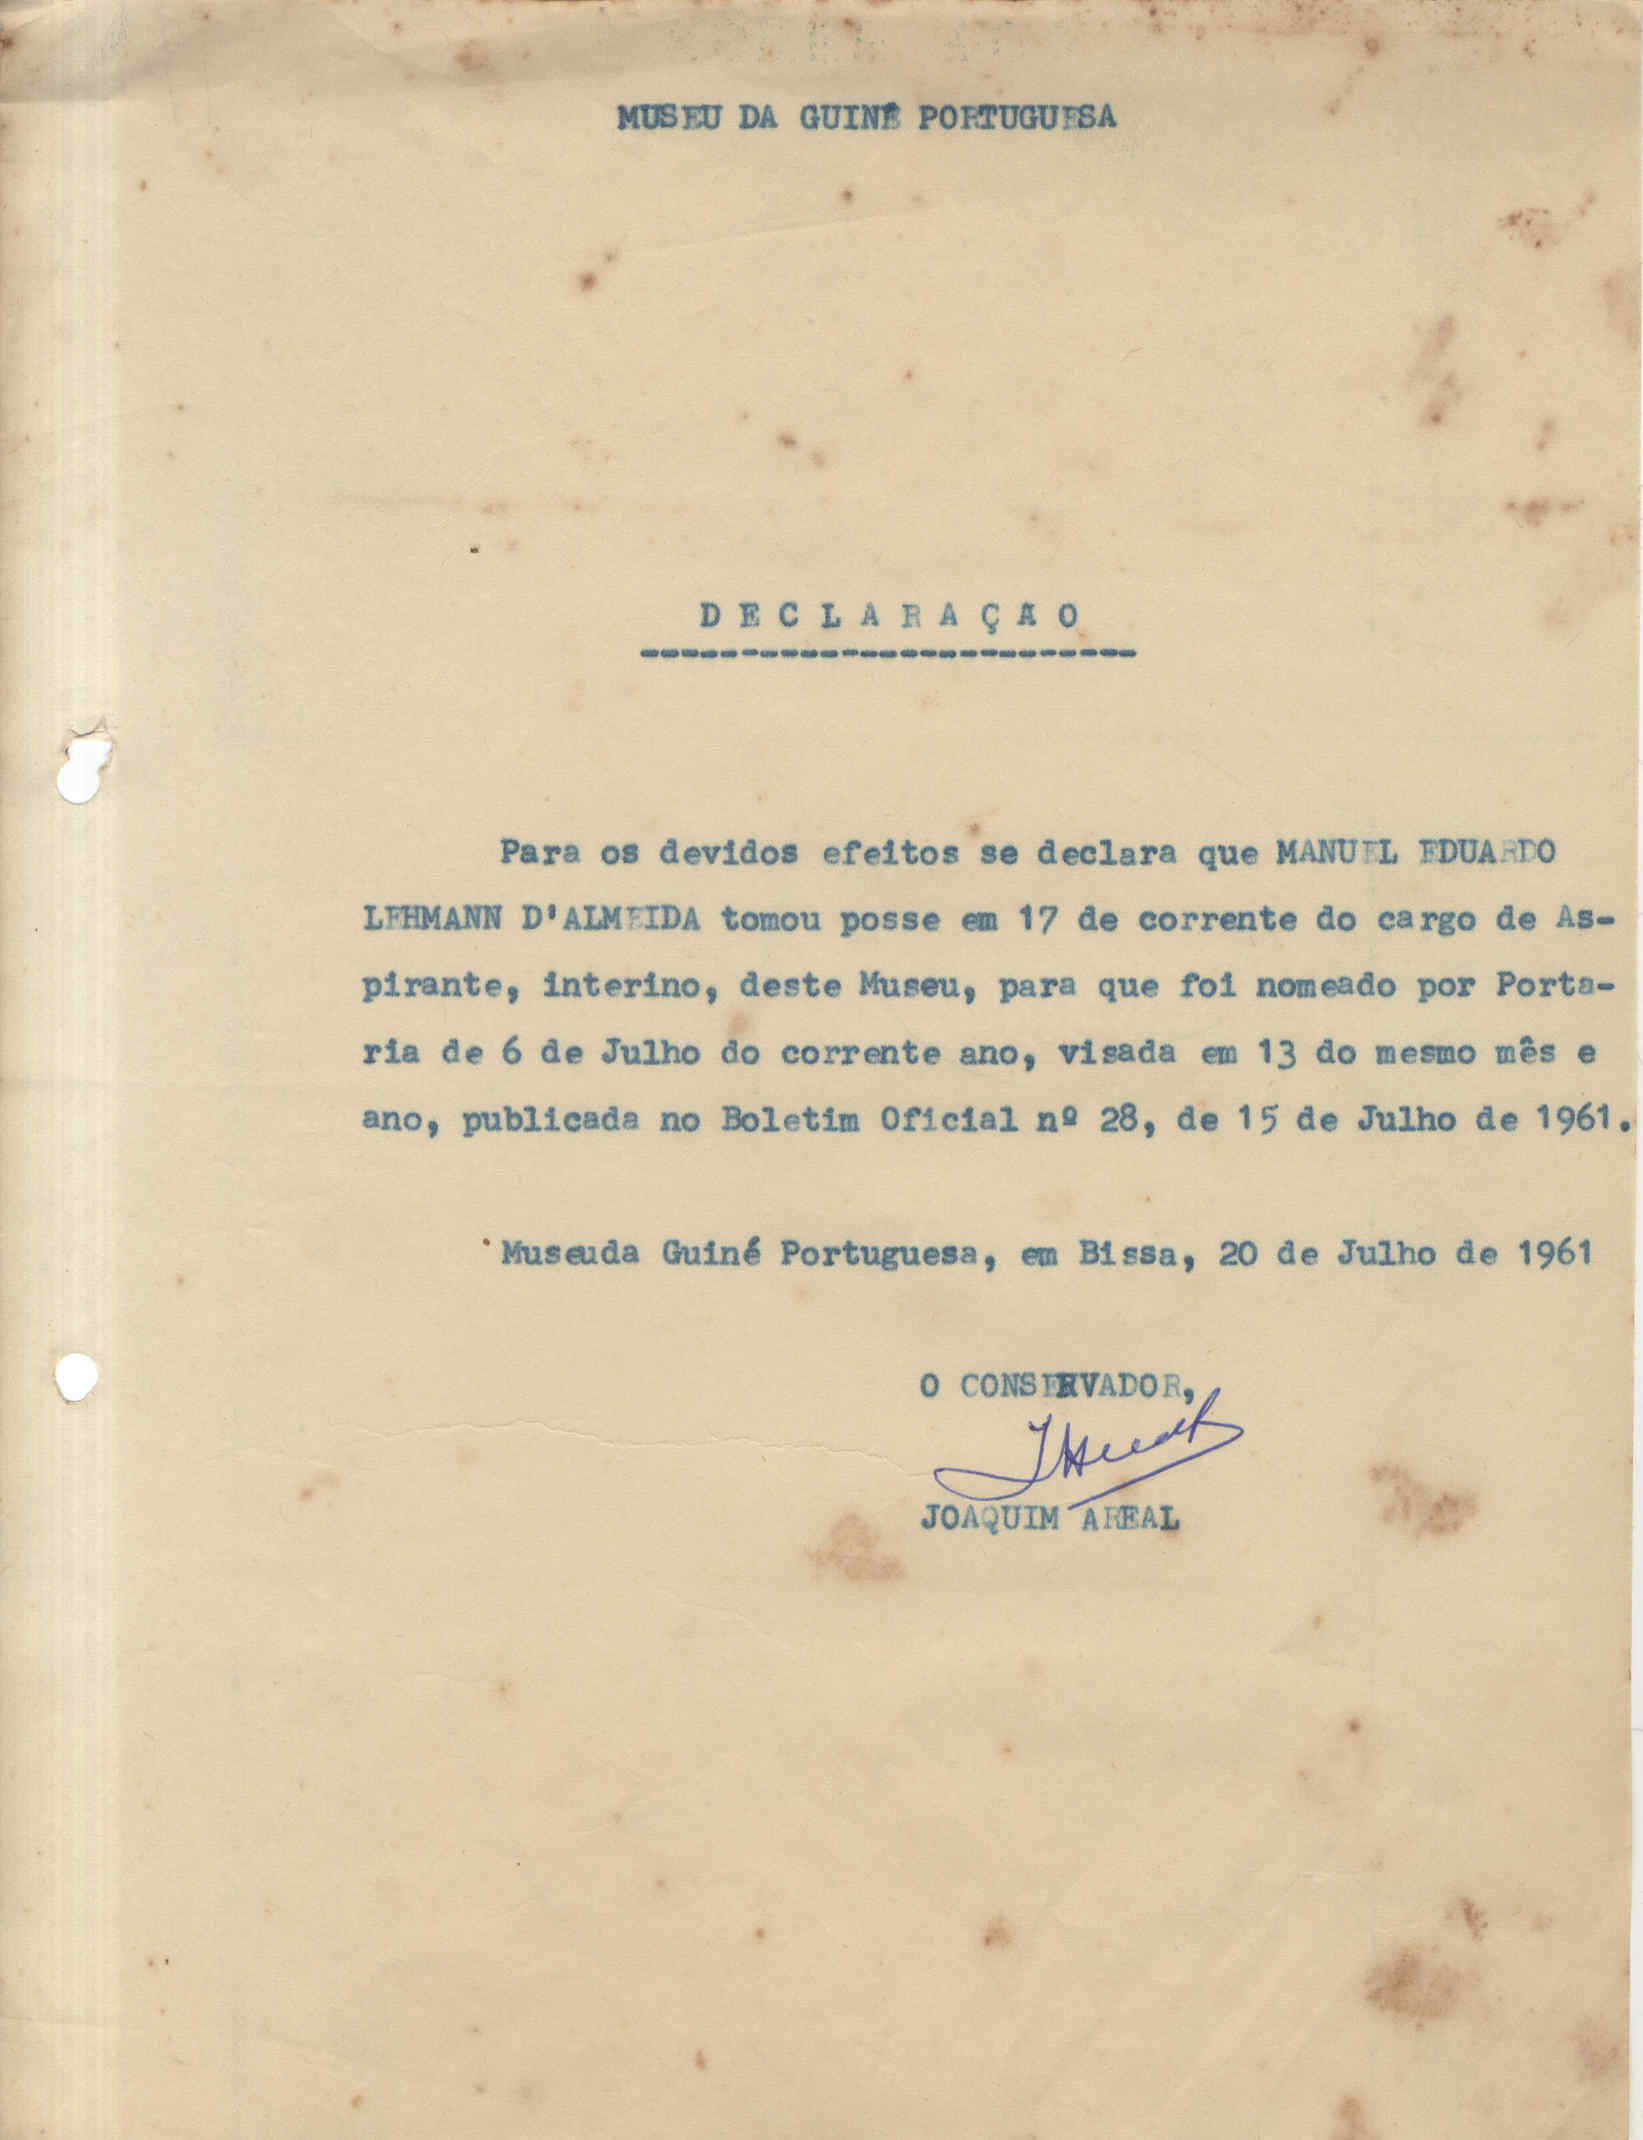 MUSEU DA GUINÉ PORTUGUESA
DECLARAÇAO
Para os devidos efeitos se declara que MANUEL EDUARDO
LEHMANN D'ALMEIDA tomou posse em 17 de corrente do cargo de As-
pirante, interino, deste Museu, para que foi nomeado por Porta-
ria de 6 de Julho do corrente ano, visada em 13 do mesmo mês e
ano, publicada no Boletim Oficial nº 28, de 15 de Julho de 1961.
Museuda Guiné Portuguesa, em Bissa, 20 de Julho de 1961
O CONSERVADOR,
JOAQUIM AREAL